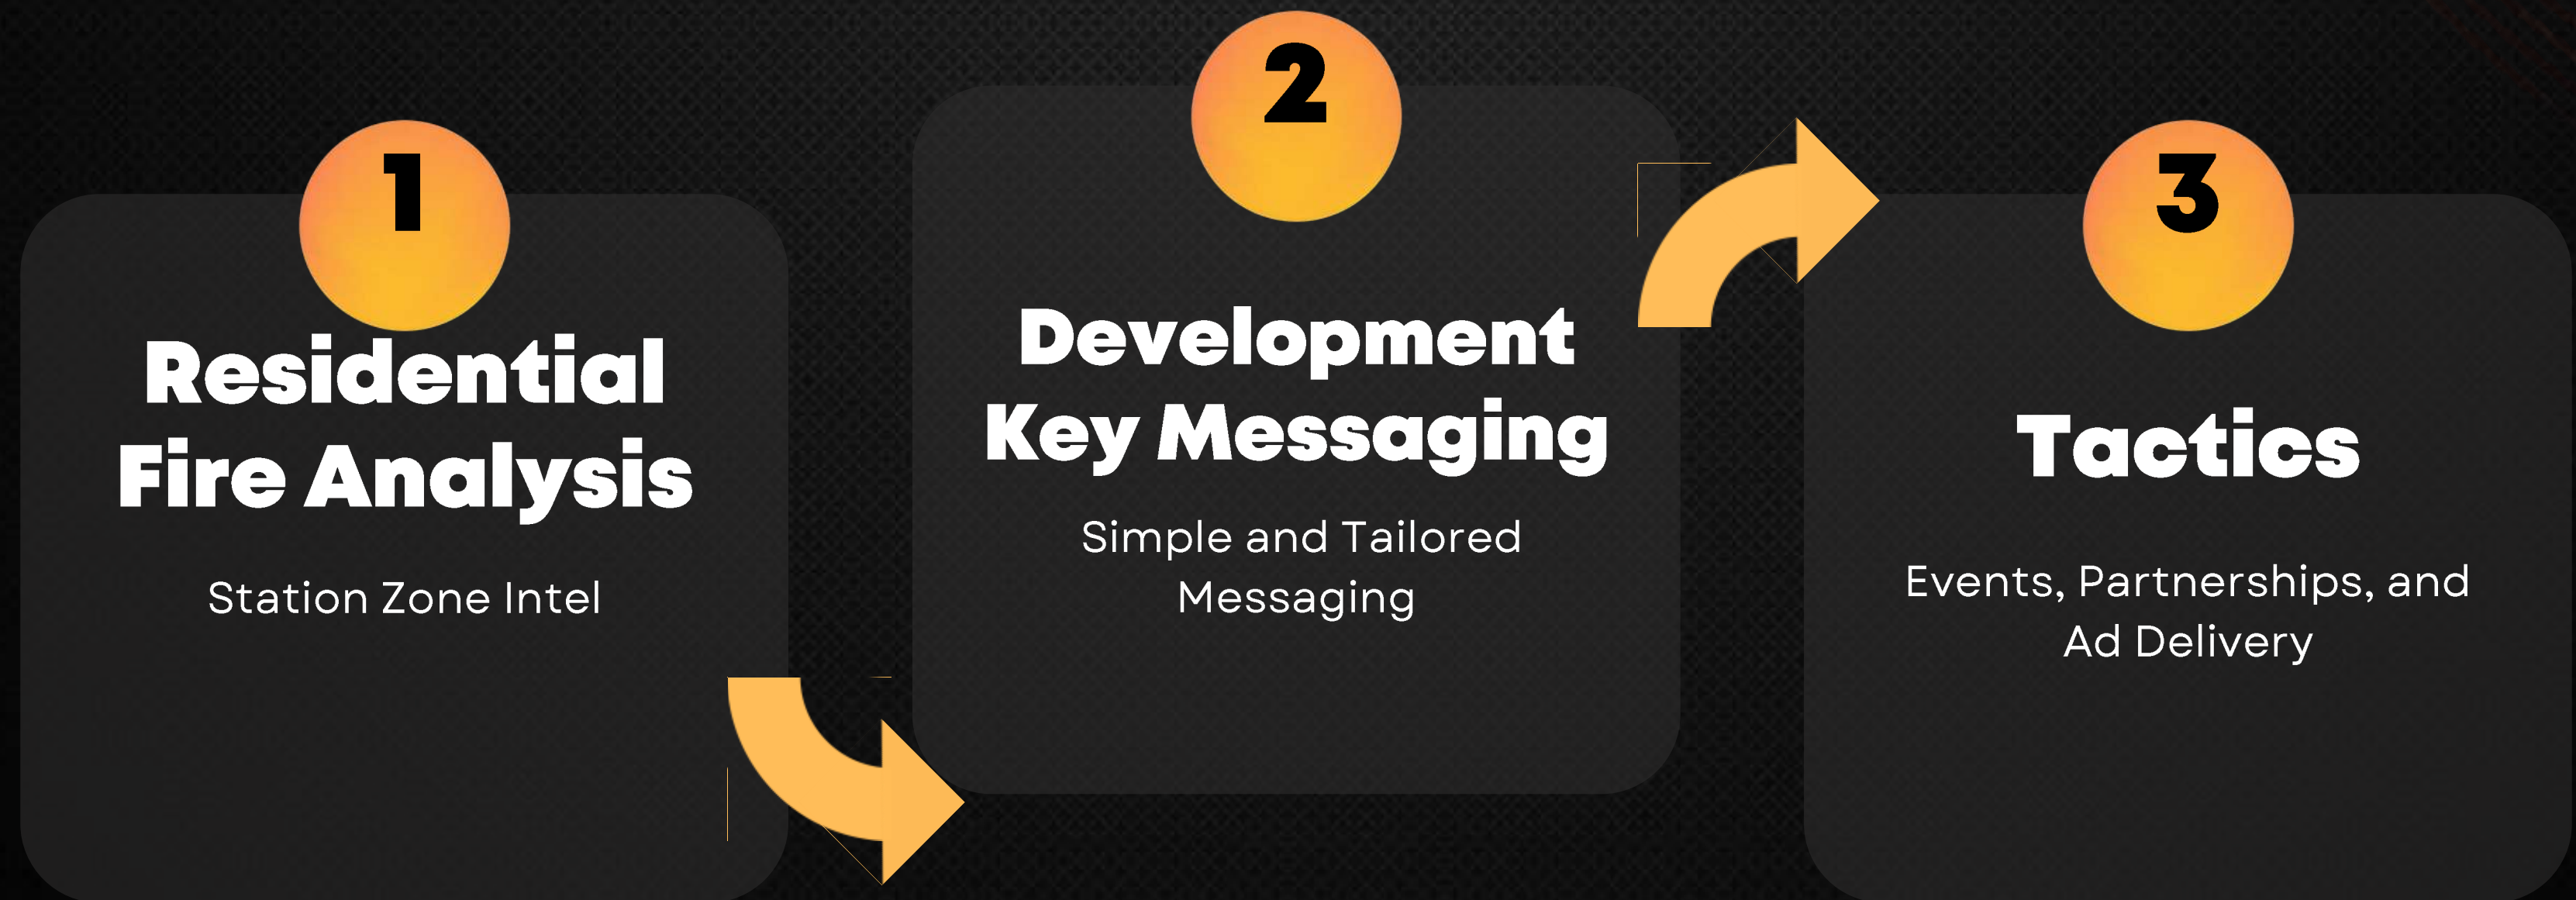 1
Residential
Fire Analysis
Station Zone Intel
2
Development
Key Messaging
Simple and Tailored
Messaging
3
Tactics
Events, Partnerships, and
Ad Delivery